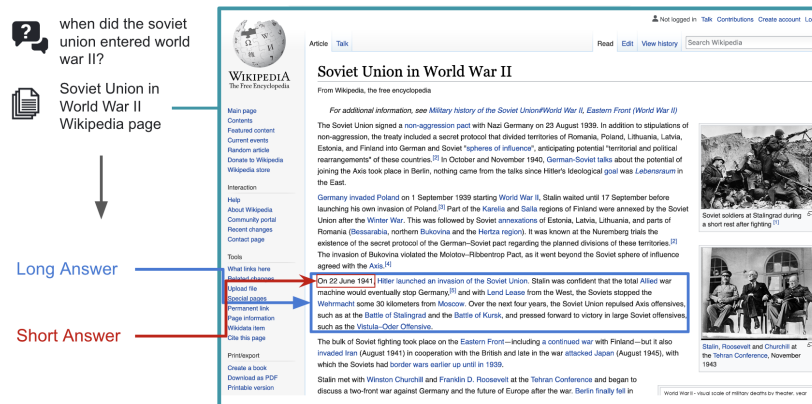 when did the soviet
union entered world
war II?
Soviet Union in
World War II
Wikipedia page
Long Answer
Short Answer
WIKIPEDIA
The Free Encyclopedia
Main page
Contents
Featured content
Current events
Random article
Donate to Wikipedia
Wikipedia store
Interaction
Help
About Wikipedia
Community portal
Recent changes
Contact page
Tools
What links here
Related changes
Upload file
Special pages
Permanent link
Page information
Wikidata item
Cite this page
Print/export
Create a book
Download as PDF
Printable version
Not logged in Talk Contributions Create account Lo
Article Talk Read Edit View history Search Wikipedia
Soviet Union in World War II
From Wikipedia, the free encyclopedia
For additional information, see Military history of the Soviet Union#World War II, Eastern Front (World War II)
The Soviet Union signed a non-aggression pact with Nazi Germany on 23 August 1939. In addition to stipulations of
non-aggression, the treaty included a secret protocol that divided territories of Romania, Poland, Lithuania, Latvia,
Estonia, and Finland into German and Soviet "spheres of influence", anticipating potential "territorial and political
rearrangements" of these countries.[2] In October and November 1940, German-Soviet talks about the potential of
joining the Axis took place in Berlin, nothing came from the talks since Hitler's Ideological goal was Lebensraum in
the East.
Germany invaded Poland on 1 September 1939 starting World War II, Stalin waited until 17 September before
launching his own invasion of Poland.[3] Part of the Karelia and Salla regions of Finland were annexed by the Soviet
Union after the Winter War. This was followed by Soviet annexations of Estonia, Latvia, Lithuania, and parts of
Romania (Bessarabia, northern Bukovina and the Hertza region). It was known at the Nuremberg trials the
existence of the secret protocol of the German–Soviet pact regarding the planned divisions of these territories.[2]
The invasion of Bukovina violated the Molotov–Ribbentrop Pact, as it went beyond the Soviet sphere of influence
agreed with the Axis.[4]
On 22 June 1941, Hitler launched an invasion of the Soviet Union. Stalin was confident that the total Allied war
machine would eventually stop Germany,[5] and with Lend Lease from the West, the Soviets stopped the
Wehrmacht some 30 kilometers from Moscow. Over the next four years, the Soviet Union repulsed Axis offensives,
such as at the Battle of Stalingrad and the Battle of Kursk, and pressed forward to victory in large Soviet offensives,
such as the Vistula–Oder Offensive.
The bulk of Soviet fighting took place on the Eastern Front—including a continued war with Finland—but it also
invaded Iran (August 1941) in cooperation with the British and late in the war attacked Japan (August 1945), with
which the Soviets had border wars earlier up until in 1939.
Stalin met with Winston Churchill and Franklin D. Roosevelt at the Tehran Conference and began to
discuss a two-front war against Germany and the future of Europe after the war. Berlin finally fell in
Soviet soldiers at Stalingrad during
a short rest after fighting [1]
Stalin, Roosevelt and Churchill at
the Tehran Conference, November
1943
World War II - visual scale of military deaths by theater, year